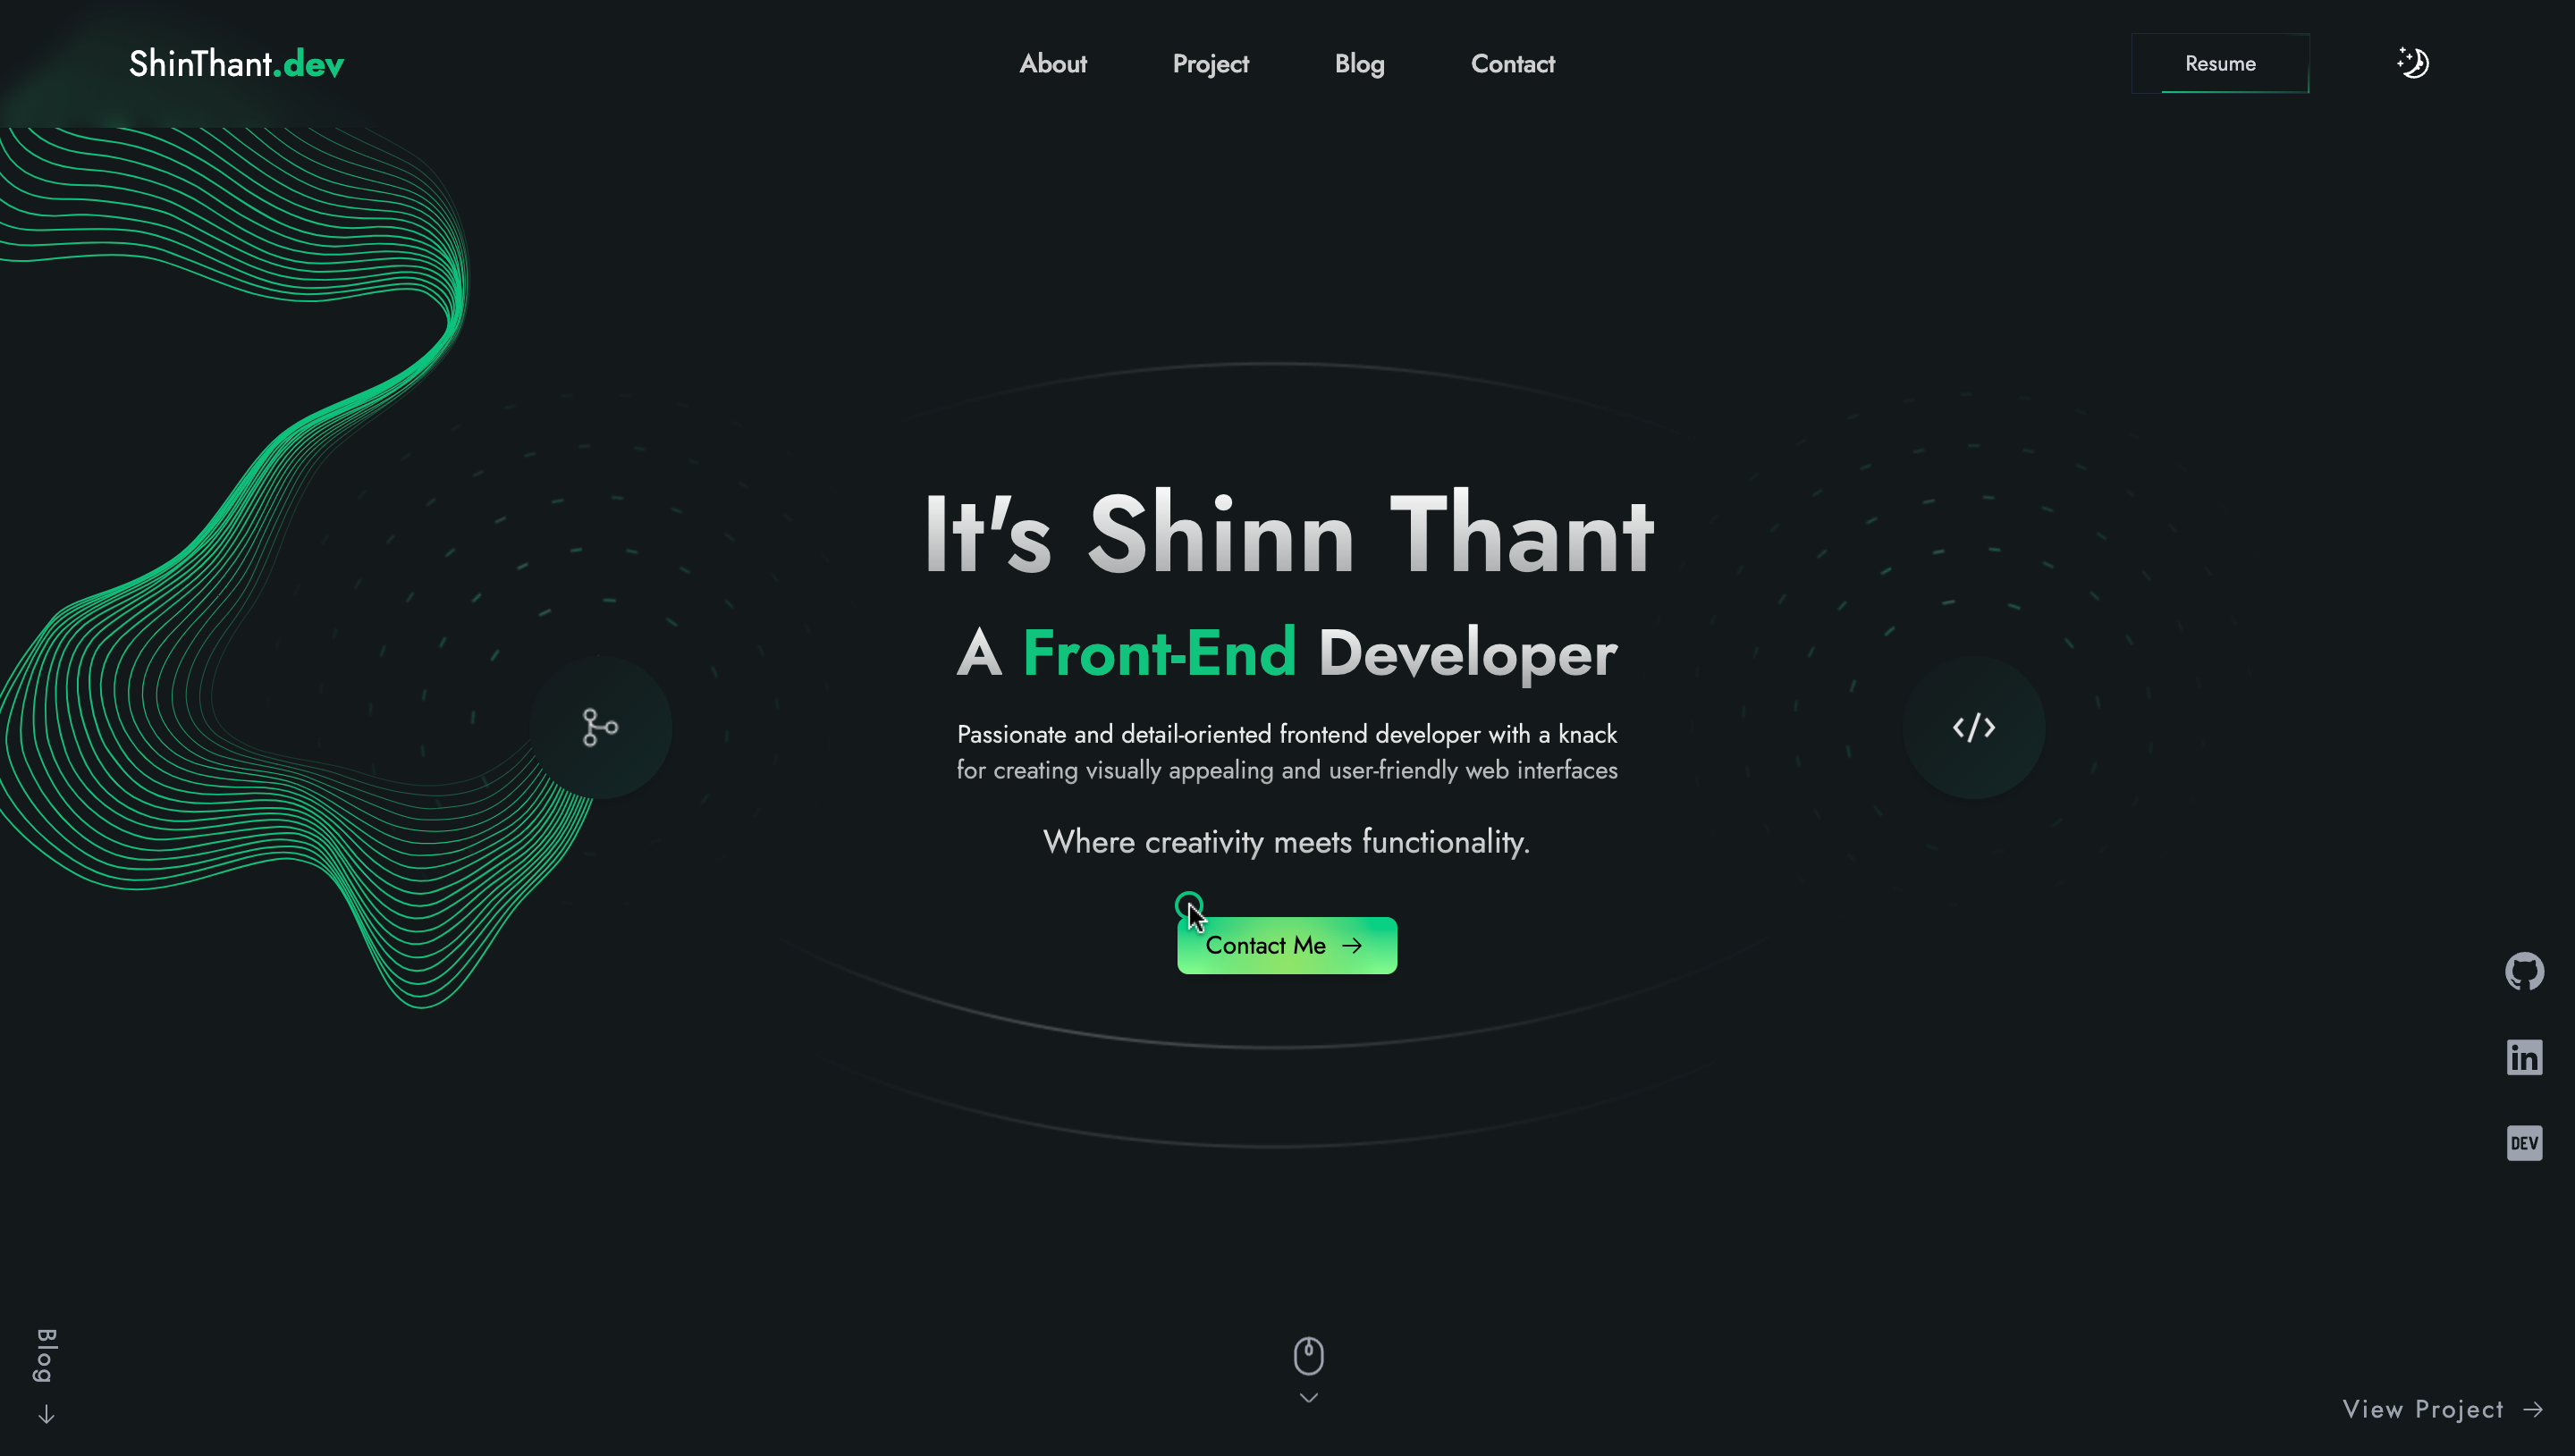 ShinThant.dev
About
Project
Blog
Contact
Resume
It's Shinn Thant
A Front-End Developer
Passionate and detail-oriented frontend developer with a knack
for creating visually appealing and user-friendly web interfaces
Where creativity meets functionality.
Contact Me
in
DEV
Blog
View Project